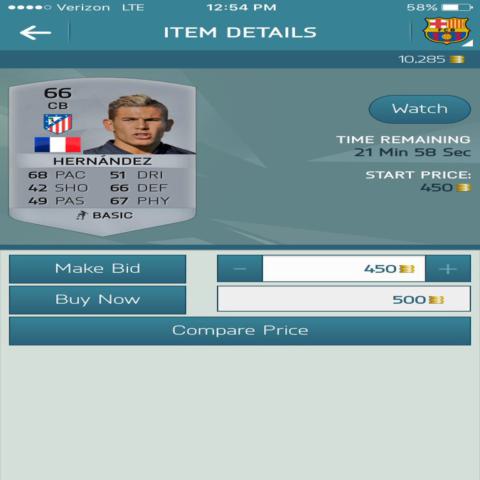 Verizon LTE 12:54 PM 58%
ITEM DETAILS
10,285
66
CB
HERNÁNDEZ
68 PAC 51 DRI
42 SHO 66 DEF
49 PAS 67 PHY
BASIC
Watch
TIME REMAINING
21 Min 58 Sec
START PRICE:
450
Make Bid − 450 +
Buy Now 500
Compare Price